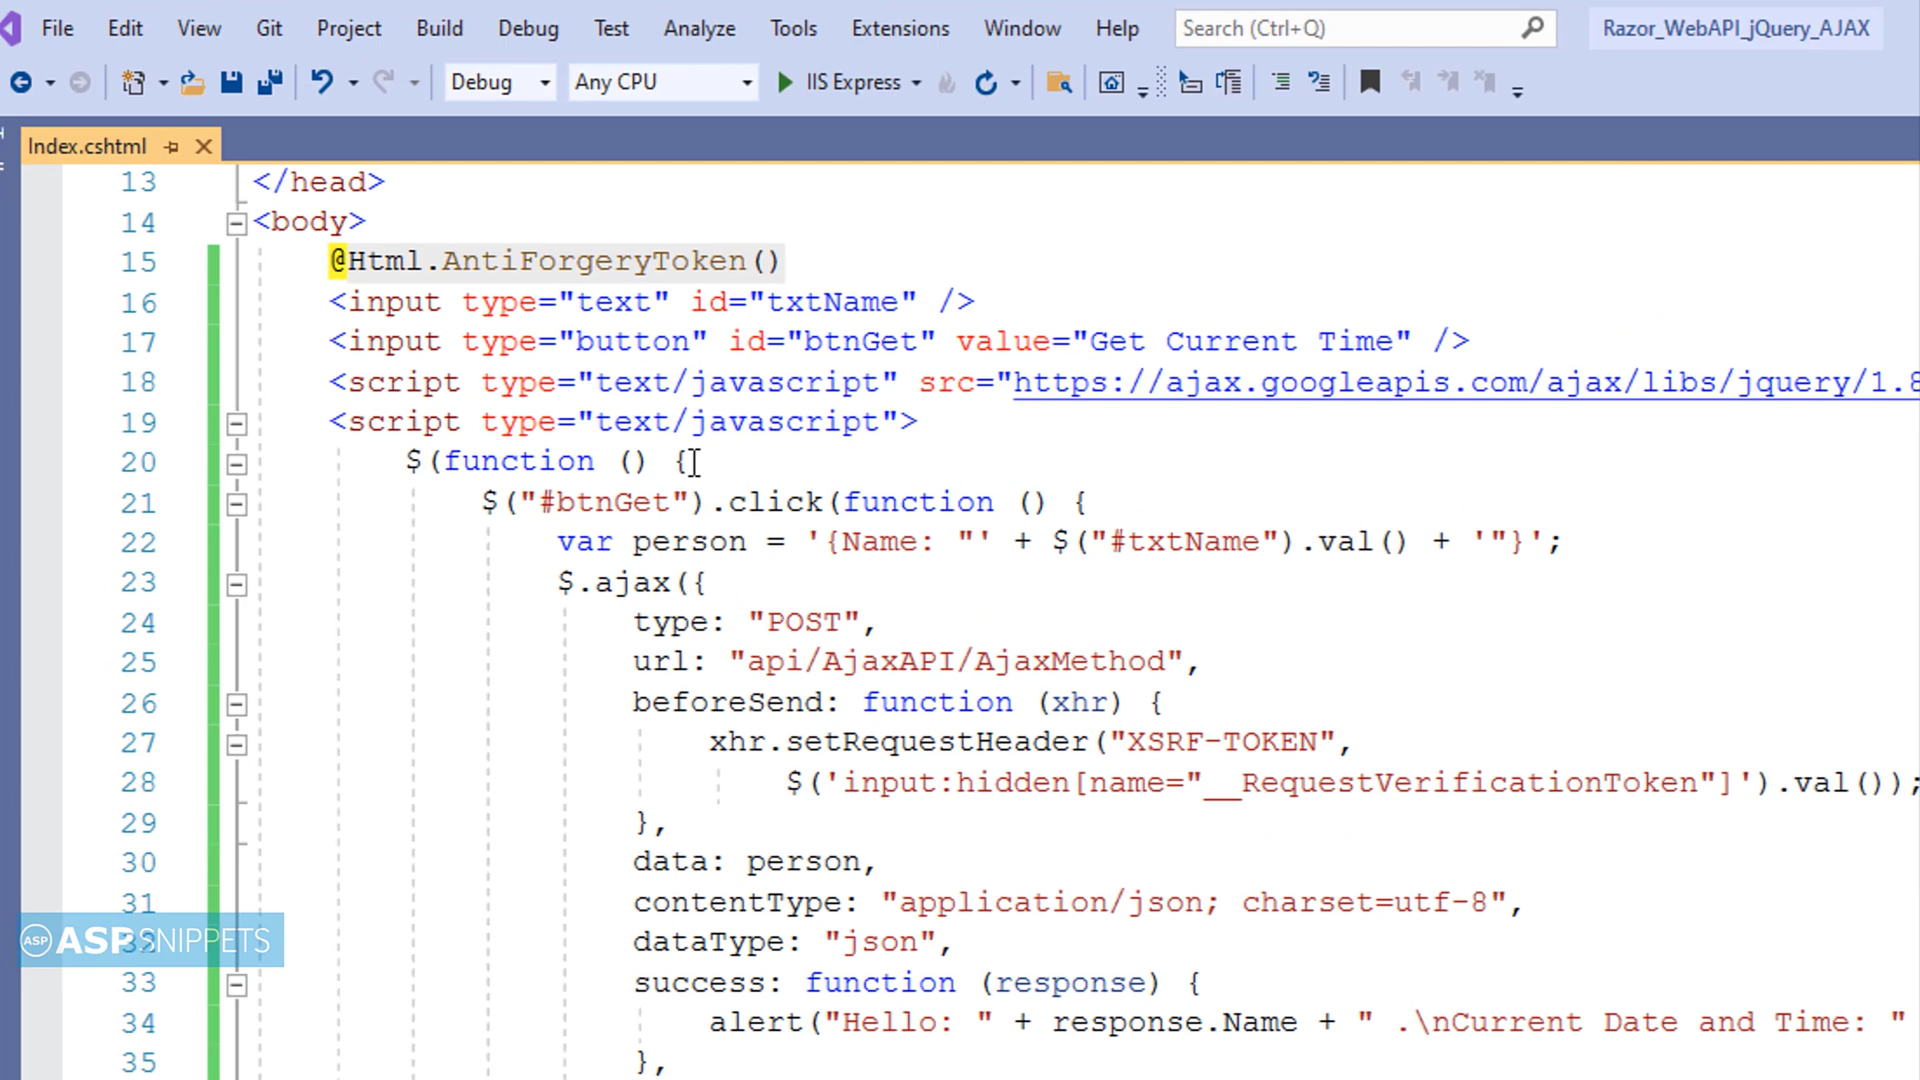 File Edit View Git Project Build Debug Test Analyze Tools Extensions Window Help Search (Ctrl+Q) Razor_WebAPI_jQuery_AJAX
Debug Any CPU IIS Express
Index.cshtml
13 </head>
14 <body>
15 @Html.AntiForgeryToken()
16 <input type="text" id="txtName" />
17 <input type="button" id="btnGet" value="Get Current Time" />
18 <script type="text/javascript" src="https://ajax.googleapis.com/ajax/libs/jquery/1.8
19 <script type="text/javascript">
20 $(function () {
21 $("#btnGet").click(function () {
22 var person = '{Name: "' + $("#txtName").val() + '"}';
23 $.ajax({
24 type: "POST",
25 url: "api/AjaxAPI/AjaxMethod",
26 beforeSend: function (xhr) {
27 xhr.setRequestHeader("XSRF-TOKEN",
28 $('input:hidden[name="__RequestVerificationToken"]').val());
29 },
30 data: person,
31 contentType: "application/json; charset=utf-8",
32 dataType: "json",
33 success: function (response) {
34 alert("Hello: " + response.Name + " .\nCurrent Date and Time: "
35 },
ASP ASPSNIPPETS